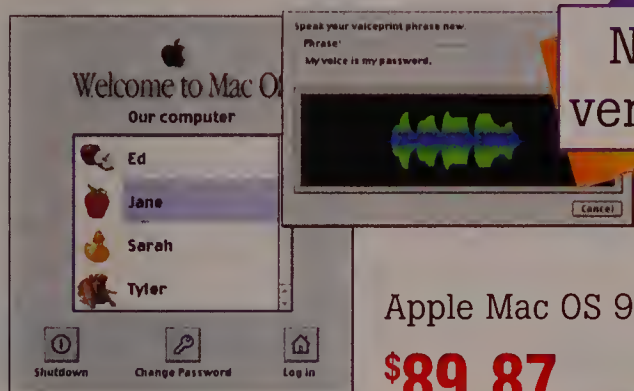 Welcome to Mac O
Our computer
Ed
Jane
Sarah
Tyler
Shutdown
Change Password
Log in
Speak your voiceprint phrase now.
Phrase:
My voice is my password.
Cancel
N
ver
Apple Mac OS 9
$89.87